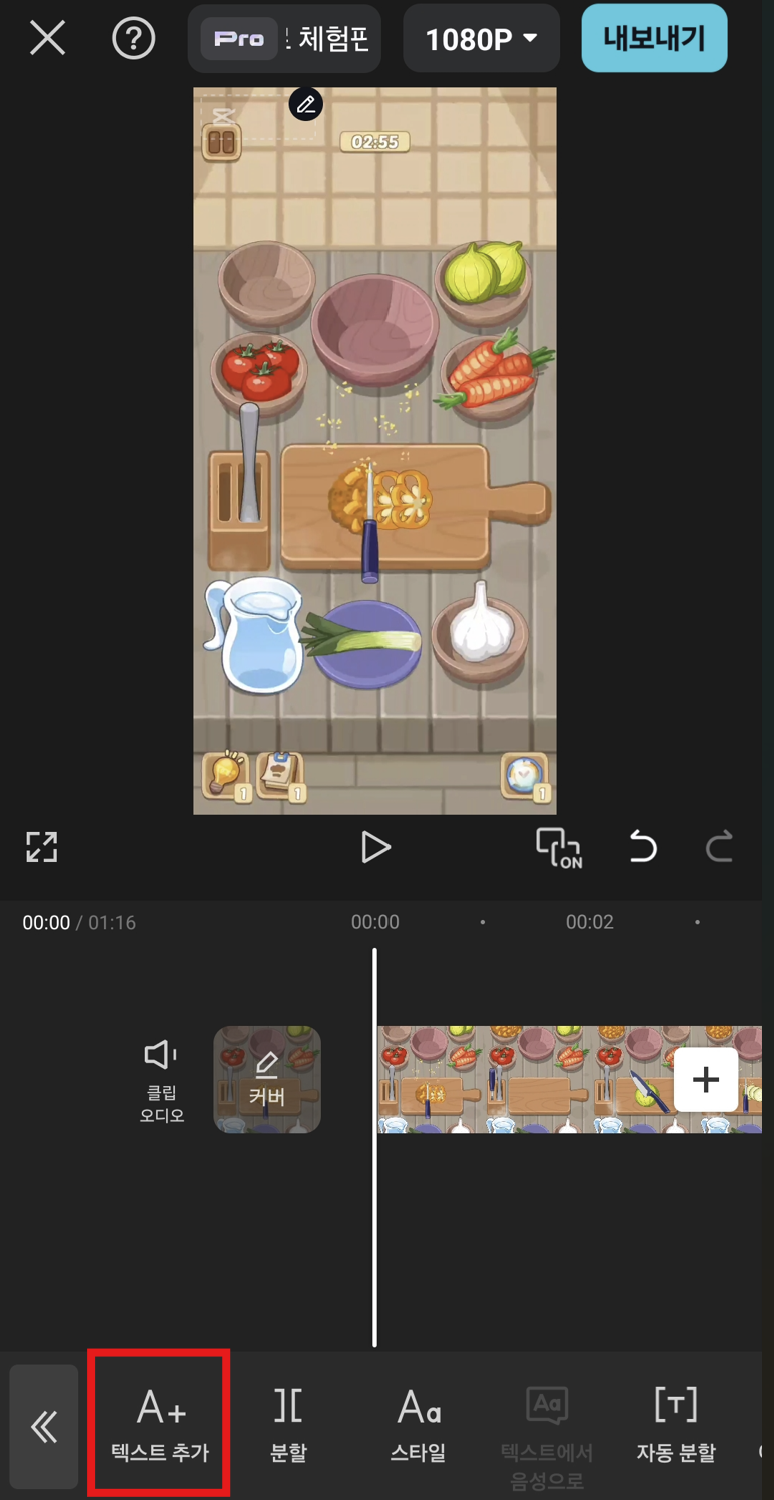 Pro
체험판
1080P
내보내기
02:55
1
1
1
ON
00:00 / 01:16
00:00
00:02
클립
오디오
커버
텍스트 추가
분할
스타일
텍스트에서
음성으로
자동 분할